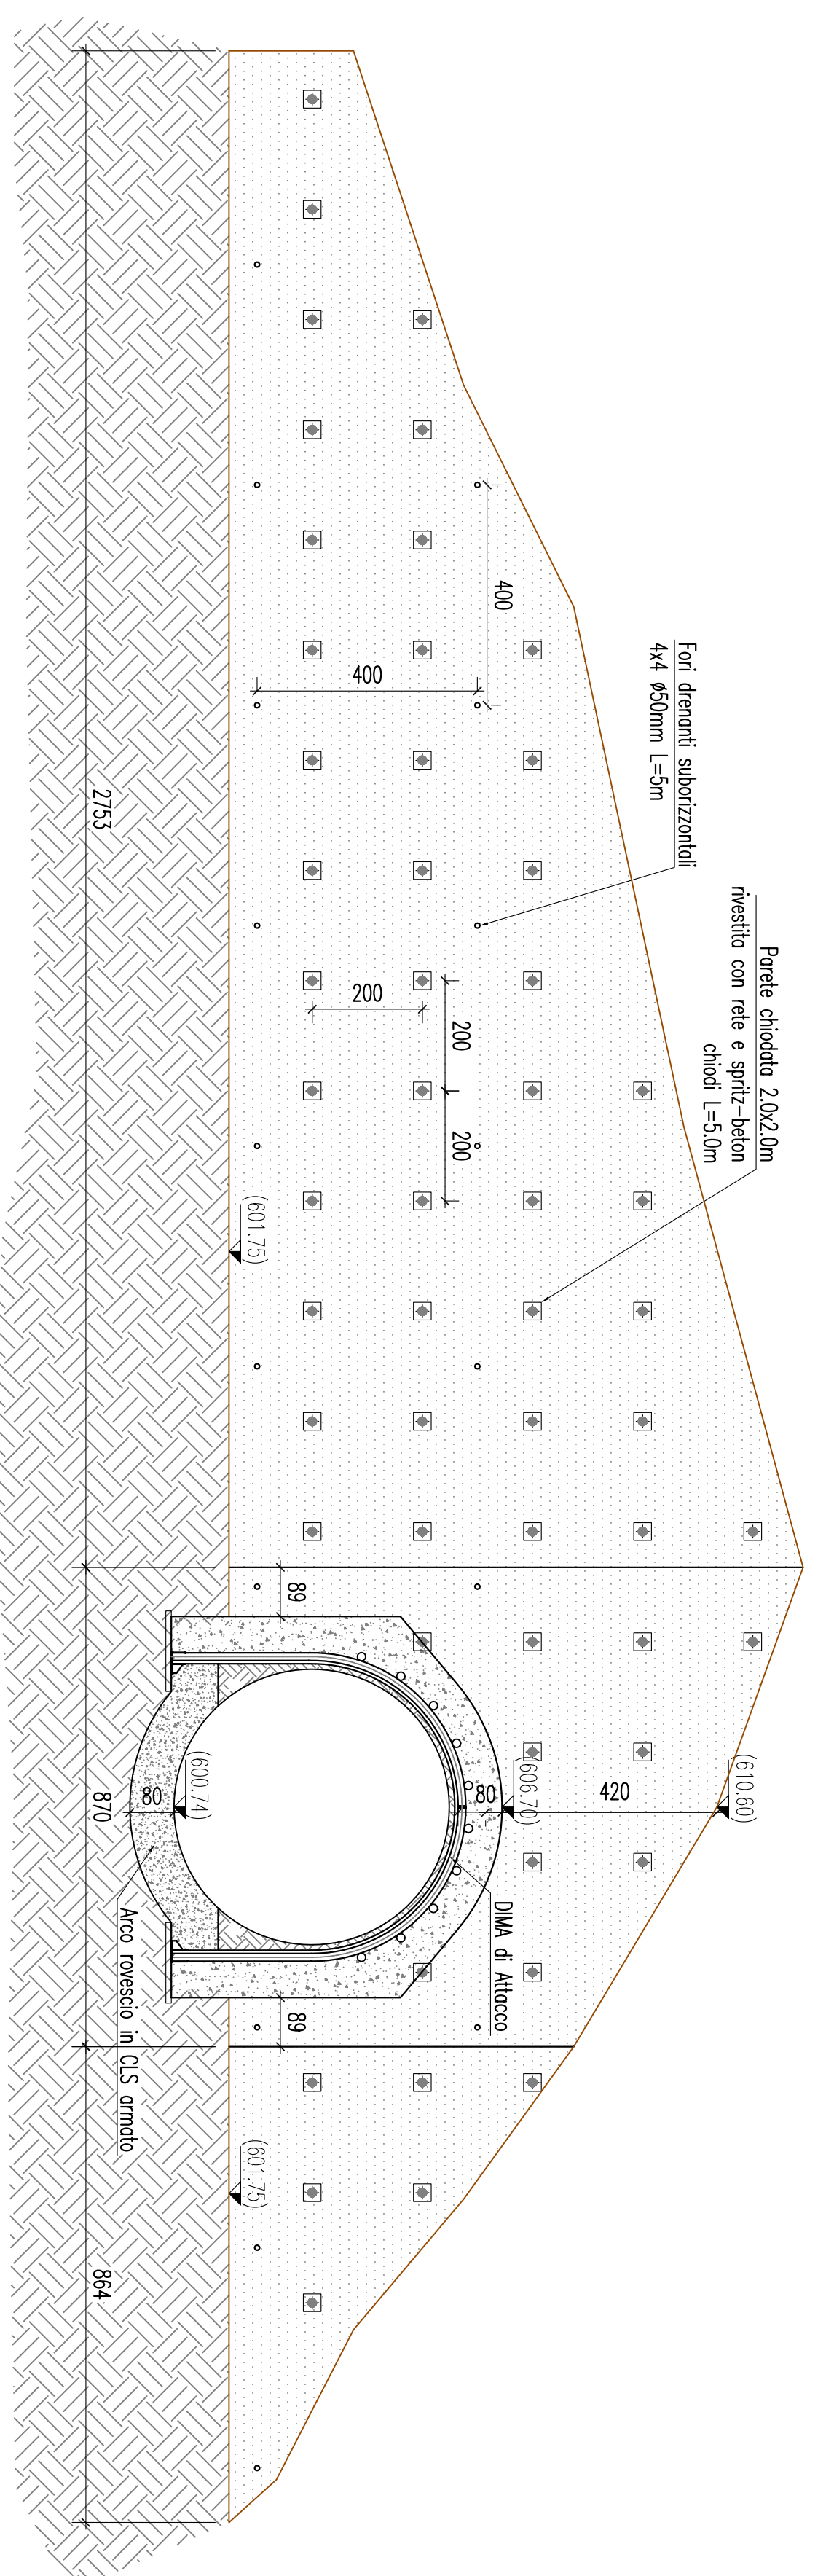 Fori drenanti suborizzontali
4x4 Ø50mm L=5m
Parete chiodata 2.0x2.0m
rivestita con rete e spritz-beton
chiodi L=5.0m
400
400
200
200
200
(601.75)
89
(610.60)
420
(606.70)
80
(600.74)
80
DIMA di Attacco
Arco rovescio in CLS armato
89
(601.75)
2753
870
864